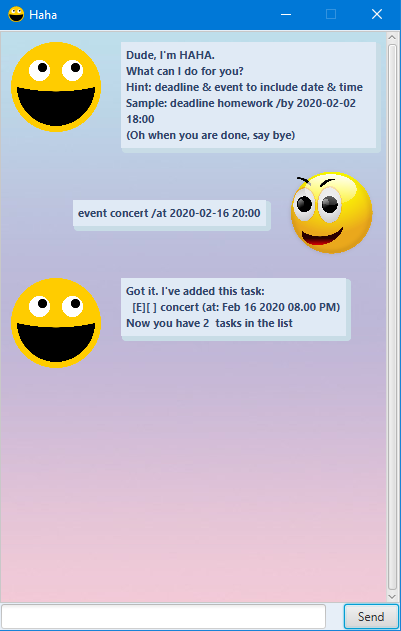 Haha
Dude, I'm HAHA.
What can I do for you?
Hint: deadline & event to include date & time
Sample: deadline homework /by 2020-02-02
18:00
(Oh when you are done, say bye)
event concert /at 2020-02-16 20:00
Got it. I've added this task:
[E][ ] concert (at: Feb 16 2020 08.00 PM)
Now you have 2  tasks in the list
Send